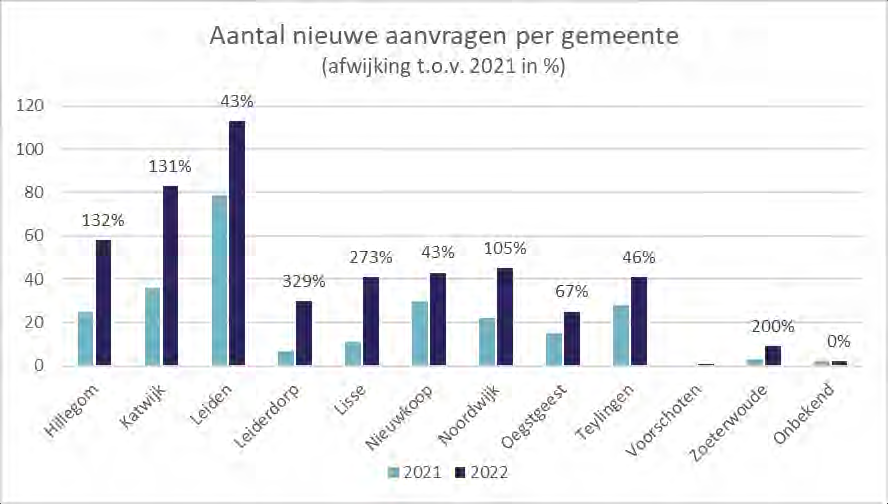 Aantal nieuwe aanvragen per gemeente
(afwijking t.o.v. 2021 in %)
120
100
80
60
40
20
0
132%
131%
43%
329%
273%
43%
105%
67%
46%
200%
0%
Hillegom
Katwijk
Leiden
Leiderdorp
Lisse
Nieuwkoop
Noordwijk
Oegstgeest
Teylingen
Voorschoten
Zoeterwoude
Onbekend
2021 2022